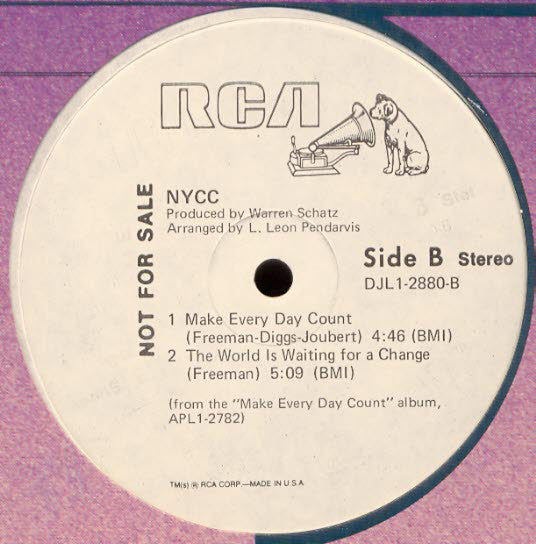 RCA
NOT FOR SALE
NYCC
Produced by Warren Schatz
Arranged by L. Leon Pendarvis
Side B Stereo
DJL1-2880-B
1 Make Every Day Count
(Freeman-Diggs-Joubert) 4:46 (BMI)
2 The World Is Waiting for a Change
(Freeman) 5:09 (BMI)
(from the "Make Every Day Count" album,
APL1-2782)
TM(s) ® RCA CORP.—MADE IN U.S.A.